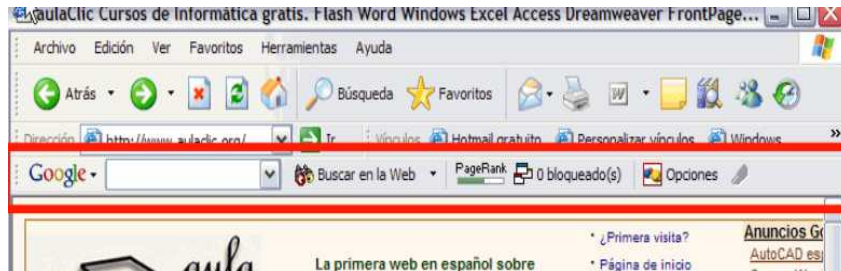 aulaClic Cursos de Informática gratis. Flash Word Windows Excel Access Dreamweaver FrontPage...
Archivo Edición Ver Favoritos Herramientas Ayuda
Atrás Búsqueda Favoritos
Dirección http://www.aulaclic.org/ Ir Vínculos Hotmail gratuito Personalizar vínculos Windows »
Google Buscar en la Web PageRank 0 bloqueado(s) Opciones
¿Primera visita? Anuncios
aula La primera web en español sobre Página de inicio AutoCAD